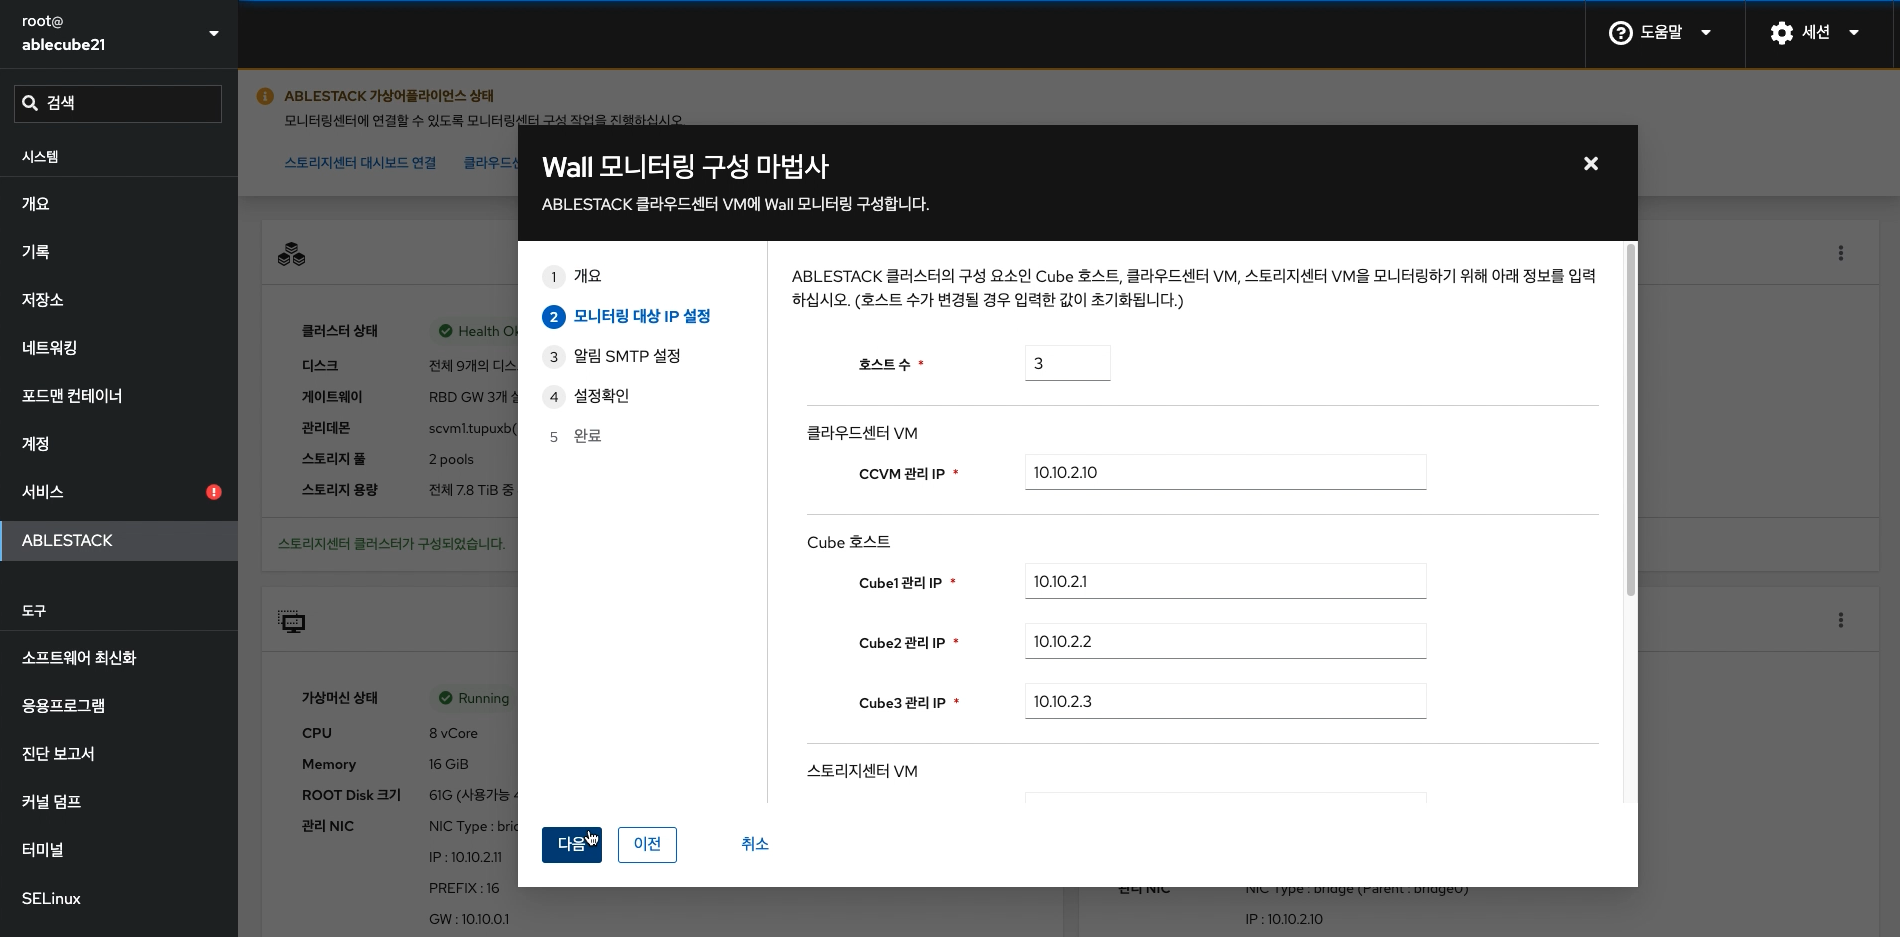 root@
ablecube21
도움말
세션
검색
시스템
개요
기록
저장소
네트워킹
포드맨 컨테이너
계정
서비스
ABLESTACK
도구
소프트웨어 최신화
응용프로그램
진단 보고서
커널 덤프
터미널
SELinux
ABLESTACK 가상어플라이언스 상태
모니터링센터에 연결할 수 있도록 모니터링센터 구성 작업을 진행하십시오.
스토리지센터 대시보드 연결
클라우드센
클러스터 상태
Health Ok
디스크
전체 9개의 디스
게이트웨이
RBD GW 3개 실
관리데몬
scvm1.tupuxb(
스토리지 풀
2 pools
스토리지 용량
전체 7.8 TiB 중
스토리지센터 클러스터가 구성되었습니다.
가상머신 상태
Running
CPU
8 vCore
Memory
16 GiB
ROOT Disk 크기
61G (사용가능 4
관리 NIC
NIC Type : brid
IP : 10.10.2.11
PREFIX : 16
GW : 10.10.0.1
Wall 모니터링 구성 마법사
ABLESTACK 클라우드센터 VM에 Wall 모니터링 구성합니다.
1 개요
2 모니터링 대상 IP 설정
3 알림 SMTP 설정
4 설정확인
5 완료
ABLESTACK 클러스터의 구성 요소인 Cube 호스트, 클라우드센터 VM, 스토리지센터 VM을 모니터링하기 위해 아래 정보를 입력
하십시오. (호스트 수가 변경될 경우 입력한 값이 초기화됩니다.)
호스트 수 *
3
클라우드센터 VM
CCVM 관리 IP *
10.10.2.10
Cube 호스트
Cube1 관리 IP *
10.10.2.1
Cube2 관리 IP *
10.10.2.2
Cube3 관리 IP *
10.10.2.3
스토리지센터 VM
다음
이전
취소
관리 NIC
NIC Type : bridge (Parent : bridge0)
IP : 10.10.2.10